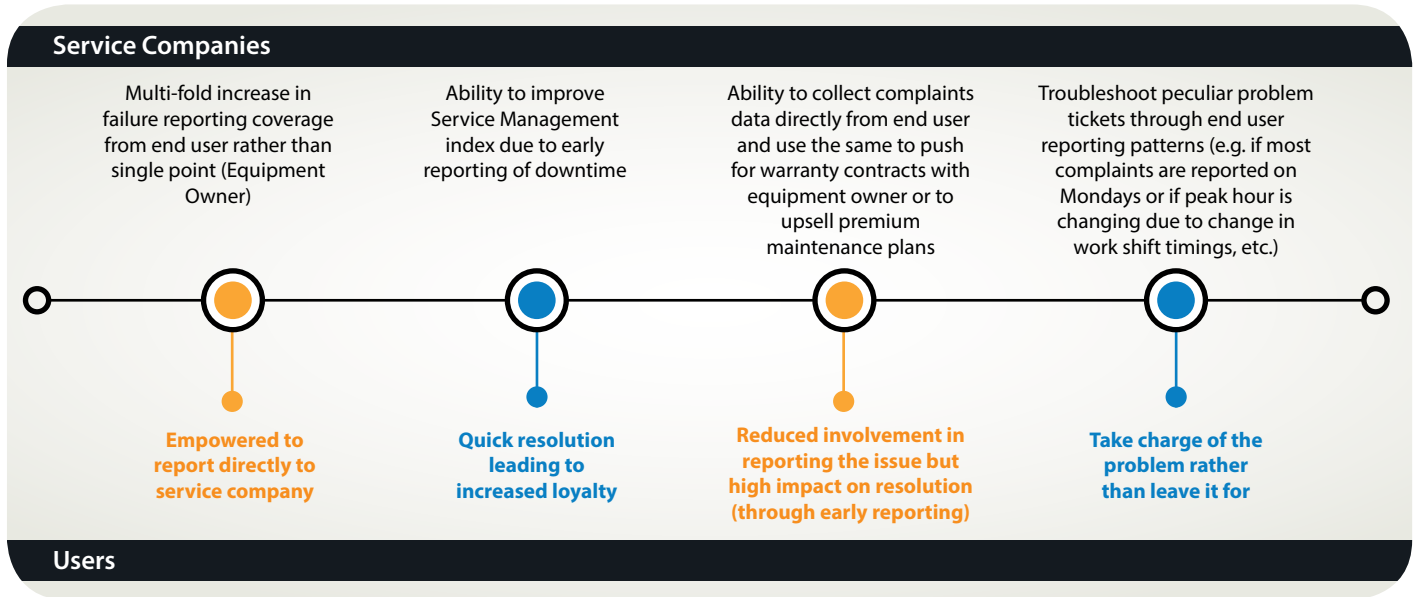 Service Companies
Multi-fold increase in
failure reporting coverage
from end user rather than
single point (Equipment
Owner)
Ability to improve
Service Management
index due to early
reporting of downtime
Ability to collect complaints
data directly from end user
and use the same to push
for warranty contracts with
equipment owner or to
upsell premium
maintenance plans
Troubleshoot peculiar problem
tickets through end user
reporting patterns (e.g. if most
complaints are reported on
Mondays or if peak hour is
changing due to change in
work shift timings, etc.)
Empowered to
report directly to
service company
Quick resolution
leading to
increased loyalty
Reduced involvement in
reporting the issue but
high impact on resolution
(through early reporting)
Take charge of the
problem rather
than leave it for
Users